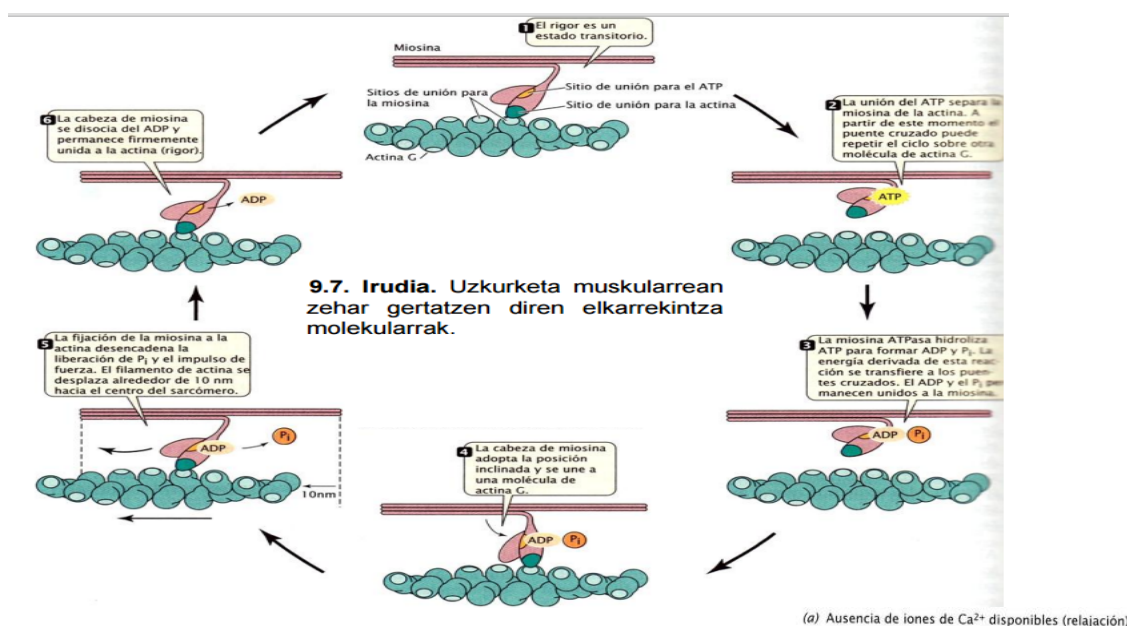 1 El rigor es un
estado transitorio.
Miosina
Sitios de unión para
la miosina
Sitio de unión para el ATP
Sitio de unión para la actina
Actina G
2 La unión del ATP separa la
miosina de la actina. A
partir de este momento el
puente cruzado puede
repetir el ciclo sobre otra
molécula de actina G.
ATP
3 La miosina ATPasa hidroliza
ATP para formar ADP y Pi. La
energía derivada de esta reac-
ción se transfiere a los puen-
tes cruzados. El ADP y el Pi per-
manecen unidos a la miosina.
ADP Pi
4 La cabeza de miosina
adopta la posición
inclinada y se une a
una molécula de
actina G.
ADP Pi
5 La fijación de la miosina a la
actina desencadena la
liberación de Pi y el impulso de
fuerza. El filamento de actina se
desplaza alrededor de 10 nm
hacia el centro del sarcómero.
ADP Pi
10nm
6 La cabeza de miosina
se disocia del ADP y
permanece firmemente
unida a la actina (rigor).
ADP
9.7. Irudia. Uzkurketa muskularrean
zehar gertatzen diren elkarrekintza
molekularrak.
(a) Ausencia de iones de Ca²⁺ disponibles (relajación)